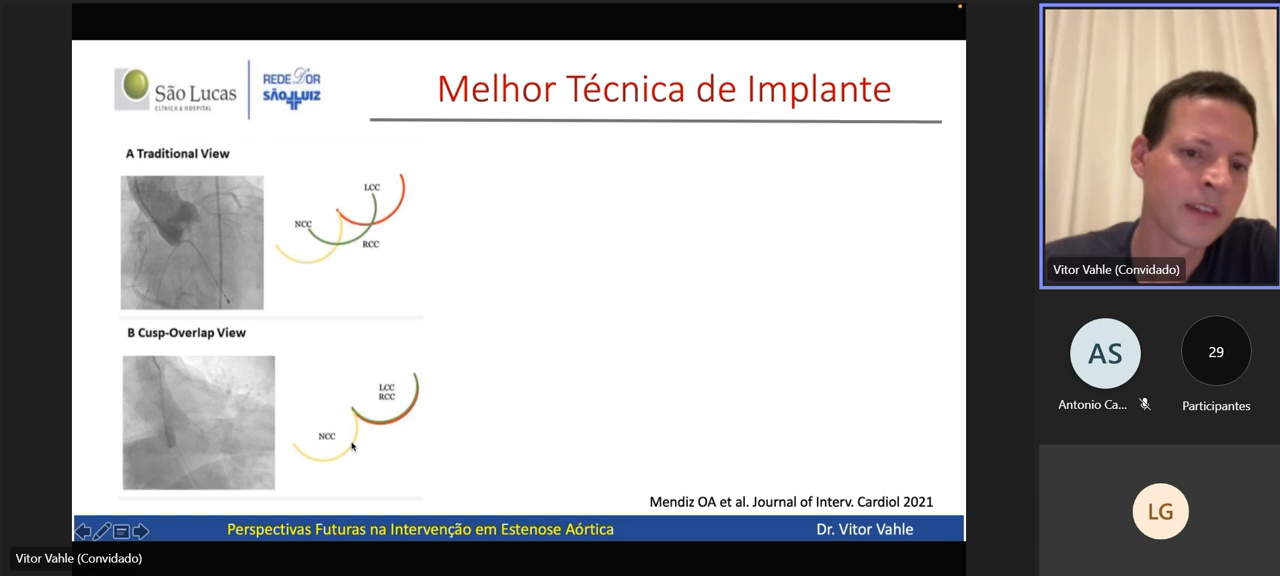 São Lucas
CLÍNICA & HOSPITAL
REDE D'OR
SÃO LUIZ
Melhor Técnica de Implante
A Traditional View
LCC
NCC
RCC
B Cusp-Overlap View
LCC
RCC
NCC
Mendiz OA et al. Journal of Interv. Cardiol 2021
Perspectivas Futuras na Intervenção em Estenose Aórtica
Dr. Vitor Vahle
Vitor Vahle (Convidado)
Vitor Vahle (Convidado)
AS
29
Antonio Ca...
Participantes
LG